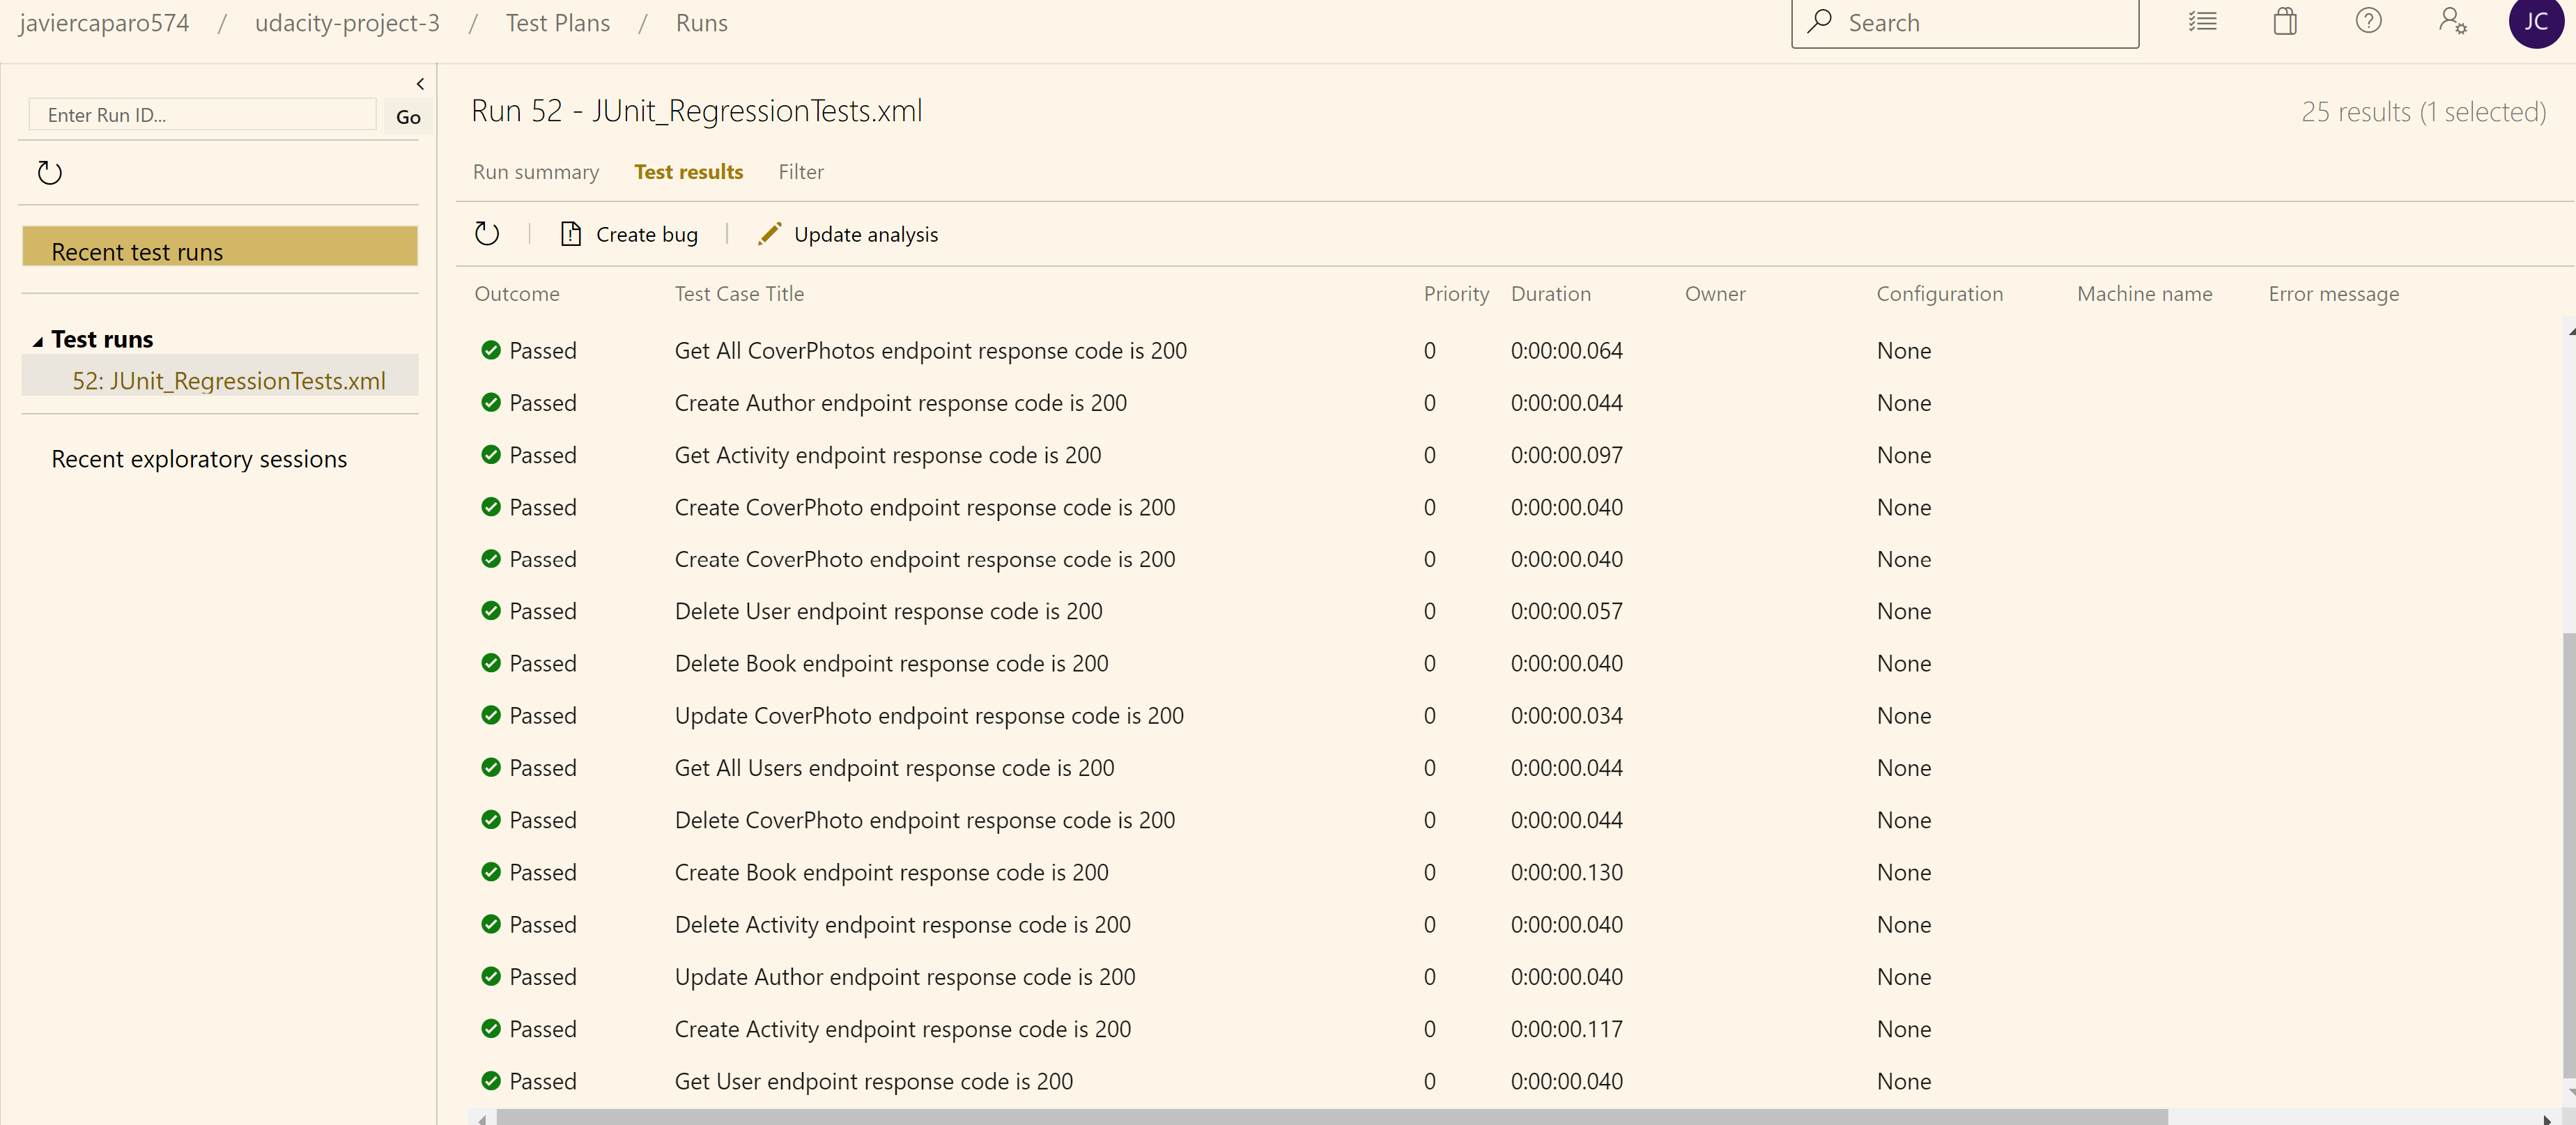 javiercaparo574 / udacity-project-3 / Test Plans / Runs
Search
JC
Enter Run ID...
Go
Recent test runs
Test runs
52: JUnit_RegressionTests.xml
Recent exploratory sessions
Run 52 - JUnit_RegressionTests.xml
25 results (1 selected)
Run summary Test results Filter
Create bug Update analysis
Outcome Test Case Title Priority Duration Owner Configuration Machine name Error message
Passed Get All CoverPhotos endpoint response code is 200 0 0:00:00.064 None
Passed Create Author endpoint response code is 200 0 0:00:00.044 None
Passed Get Activity endpoint response code is 200 0 0:00:00.097 None
Passed Create CoverPhoto endpoint response code is 200 0 0:00:00.040 None
Passed Create CoverPhoto endpoint response code is 200 0 0:00:00.040 None
Passed Delete User endpoint response code is 200 0 0:00:00.057 None
Passed Delete Book endpoint response code is 200 0 0:00:00.040 None
Passed Update CoverPhoto endpoint response code is 200 0 0:00:00.034 None
Passed Get All Users endpoint response code is 200 0 0:00:00.044 None
Passed Delete CoverPhoto endpoint response code is 200 0 0:00:00.044 None
Passed Create Book endpoint response code is 200 0 0:00:00.130 None
Passed Delete Activity endpoint response code is 200 0 0:00:00.040 None
Passed Update Author endpoint response code is 200 0 0:00:00.040 None
Passed Create Activity endpoint response code is 200 0 0:00:00.117 None
Passed Get User endpoint response code is 200 0 0:00:00.040 None